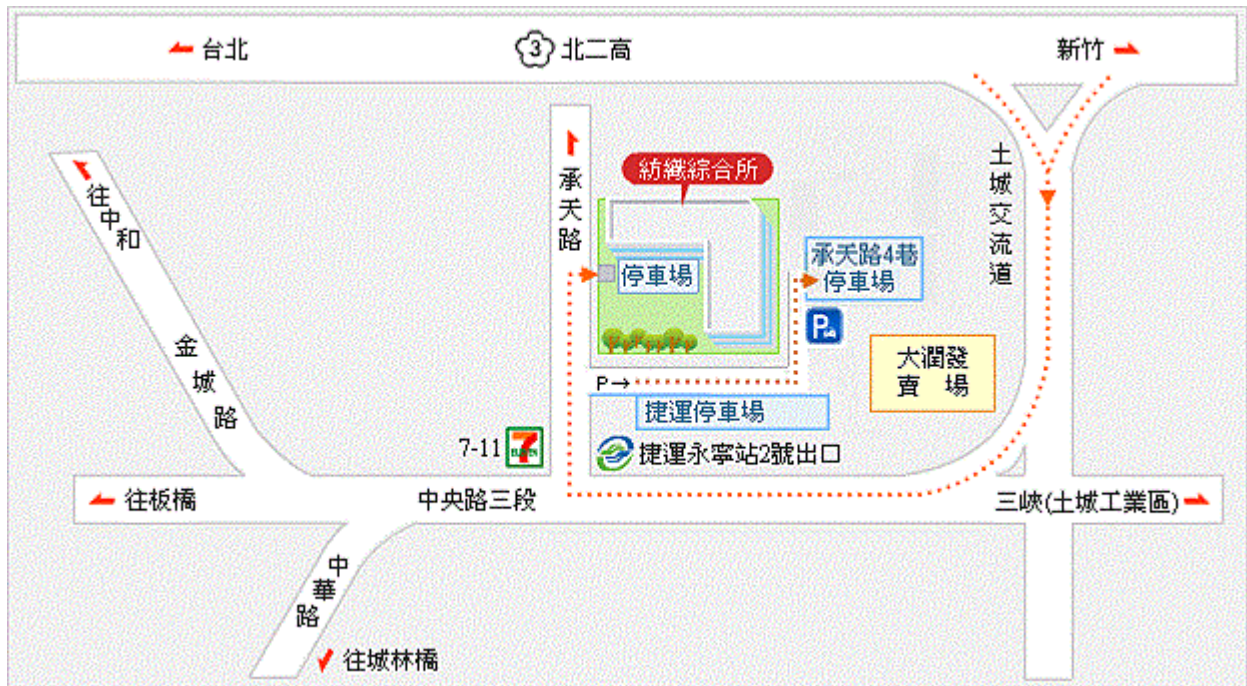 台北
3
北二高
新竹
承天路
紡織綜合所
土城交流道
往中和
承天路4巷
停車場
停車場
P
金城路
大潤發
賣 場
P→
捷運停車場
7-11
7
捷運永寧站2號出口
往板橋
中央路三段
三峽(土城工業區)
中華路
往城林橋